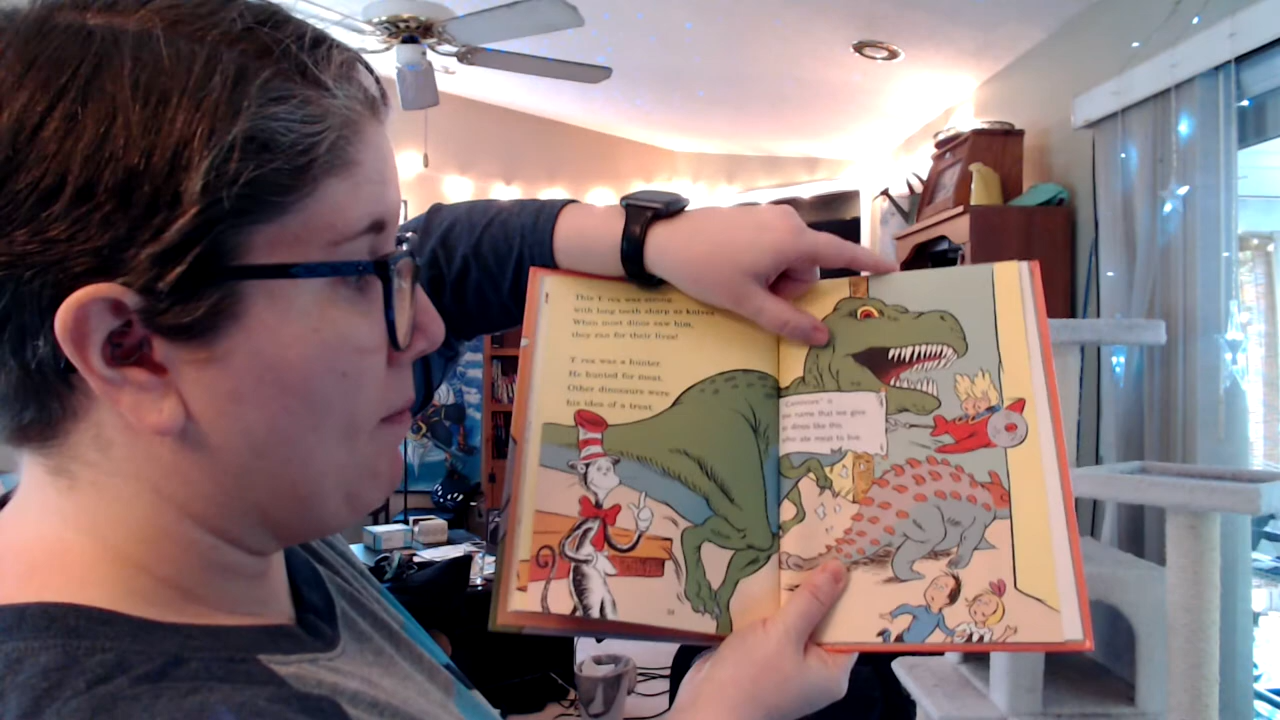 This T. rex was strong,
with long teeth sharp as knives.
When most dinos saw him,
they ran for their lives!
T. rex was a hunter.
He hunted for meat.
Other dinosaurs were
his idea of a treat.
"Carnivore" is
the name that we give
to dinos like this
who ate meat to live.